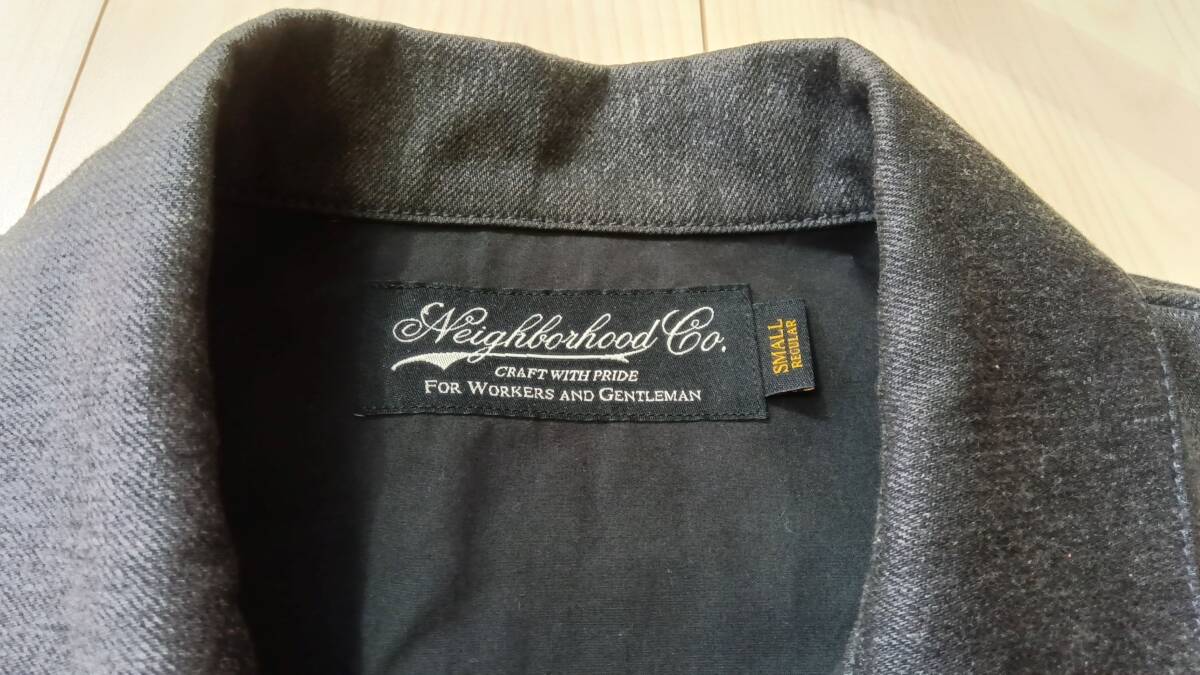 Neighborhood Co.
CRAFT WITH PRIDE
FOR WORKERS AND GENTLEMAN
SMALL
REGULAR